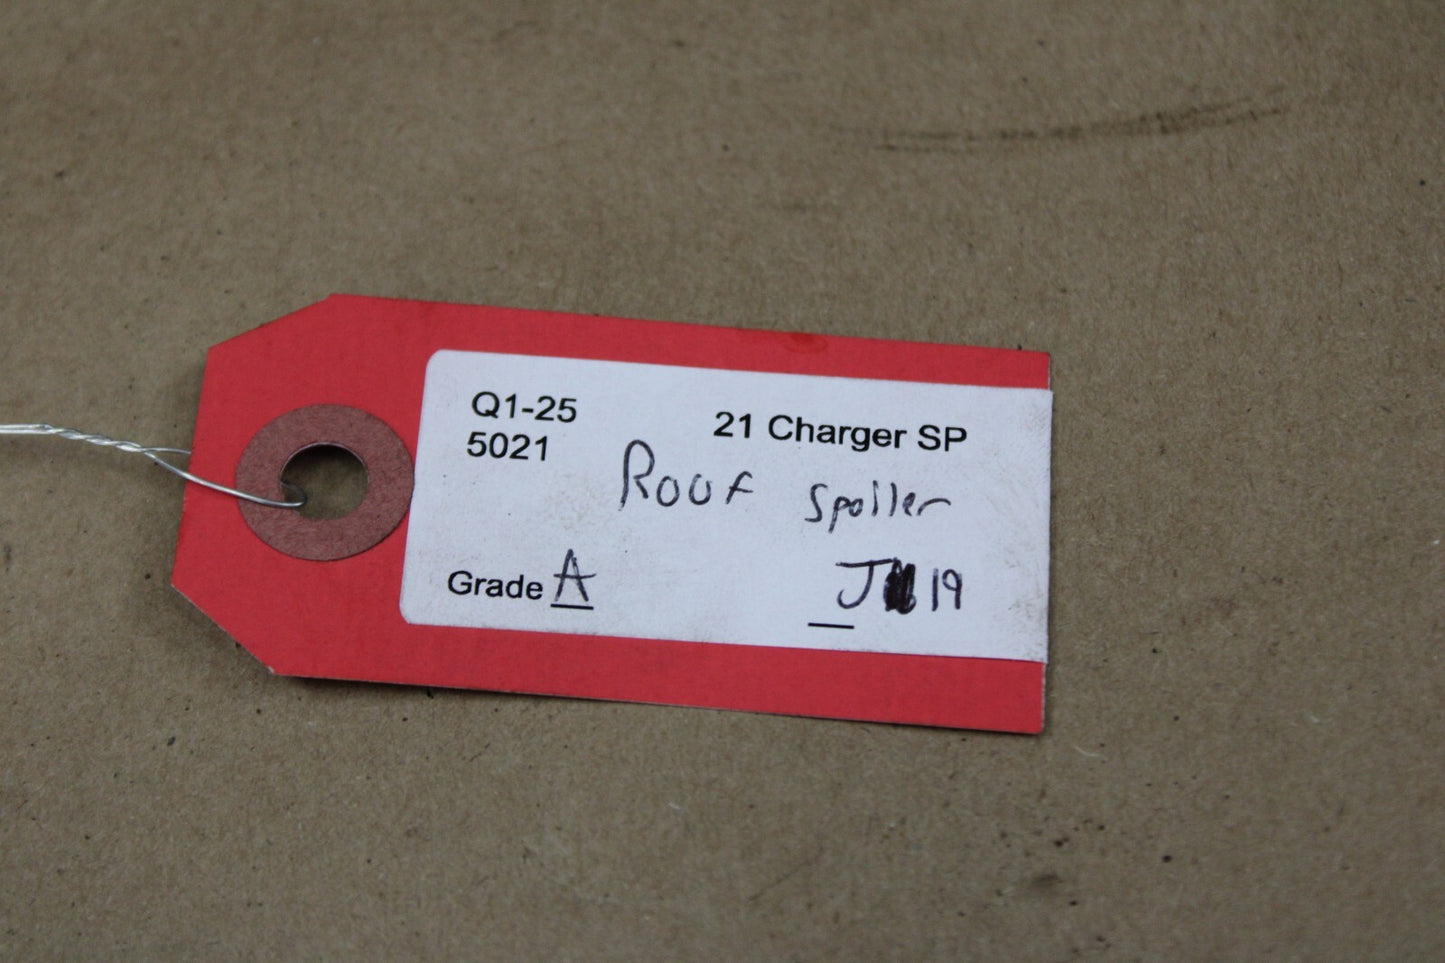 Q1-25
21 Charger SP
5021
Roof Spoiler
Grade A
J 19